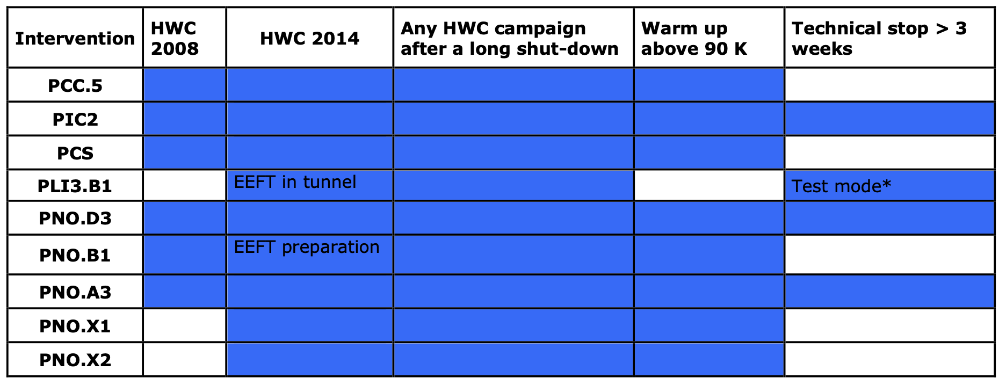 Intervention
HWC
2008
HWC 2014
Any HWC campaign
after a long shut-down
Warm up
above 90 K
Technical stop > 3
weeks
PCC.5
PIC2
PCS
PLI3.B1
EEFT in tunnel
Test mode*
PNO.D3
PNO.B1
EEFT preparation
PNO.A3
PNO.X1
PNO.X2